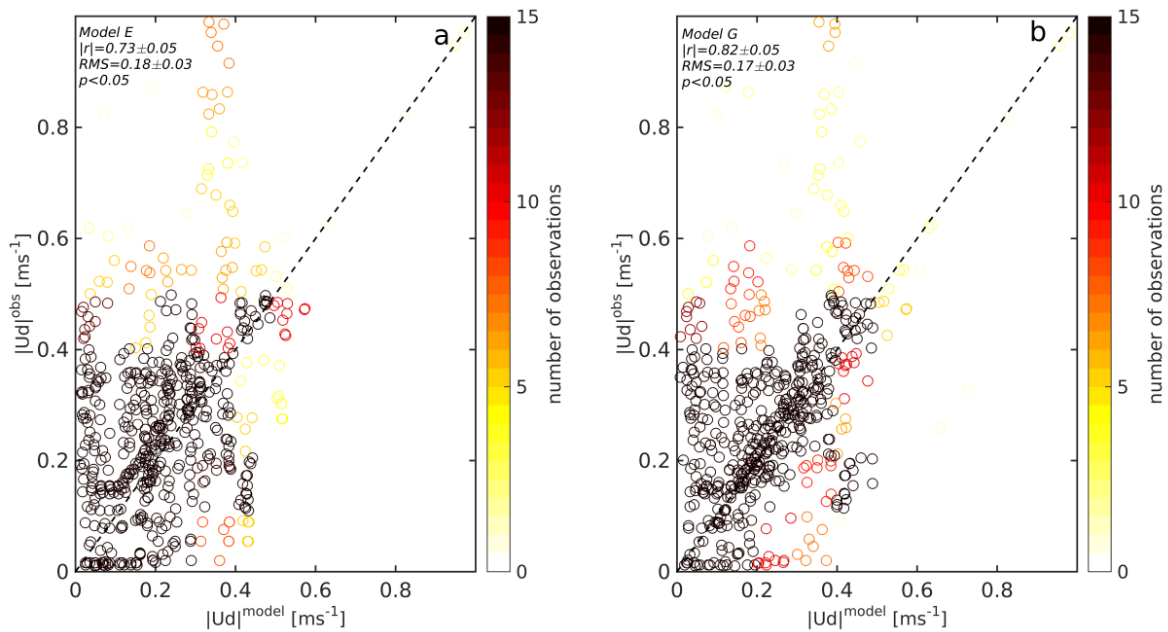 Model E
|r|=0.73±0.05
RMS=0.18±0.03
p<0.05
a
|Ud|^obs [ms^-1]
0.8
0.6
0.4
0.2
0
0 0.2 0.4 0.6 0.8
|Ud|^model [ms^-1]
15
10
5
0
number of observations
Model G
|r|=0.82±0.05
RMS=0.17±0.03
p<0.05
b
|Ud|^obs [ms^-1]
0.8
0.6
0.4
0.2
0
0 0.2 0.4 0.6 0.8
|Ud|^model [ms^-1]
15
10
5
0
number of observations